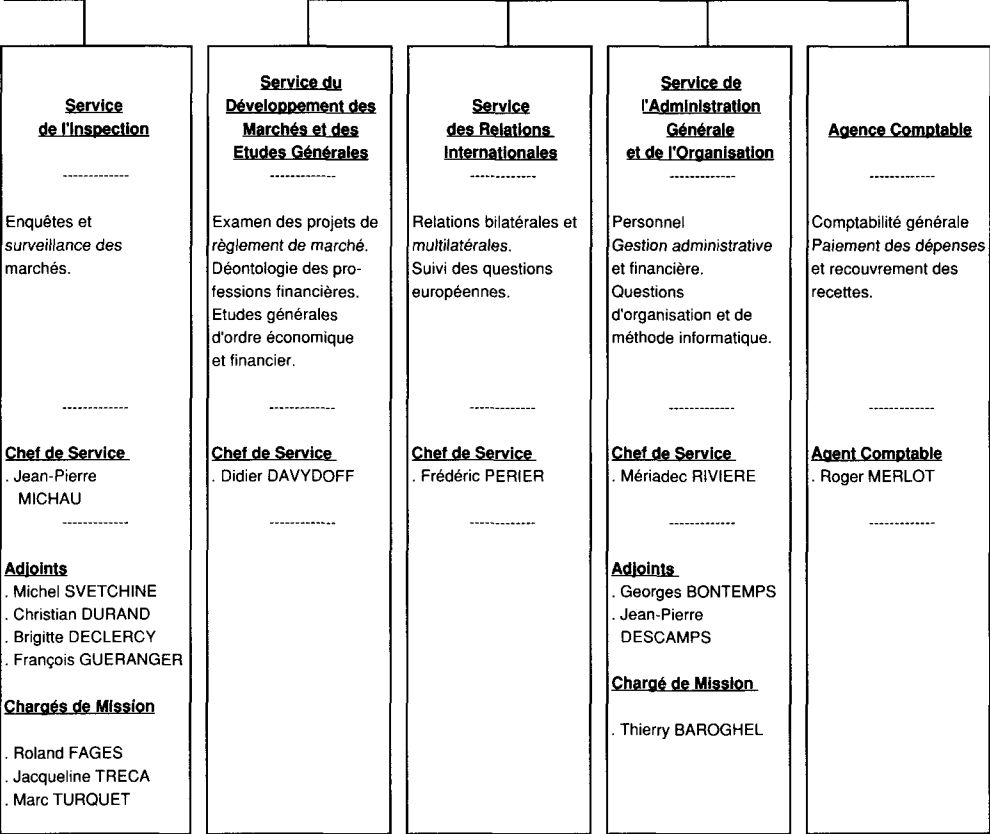 Service
de l'Inspection
-------------
Enquêtes et
surveillance des
marchés.
-------------
Chef de Service
. Jean-Pierre
MICHAU
-------------
Adjoints
. Michel SVETCHINE
. Christian DURAND
. Brigitte DECLERCY
. François GUERANGER
Chargés de Mission
. Roland FAGES
. Jacqueline TRECA
. Marc TURQUET
Service du
Développement des
Marchés et des
Etudes Générales
-------------
Examen des projets de
règlement de marché.
Déontologie des pro-
fessions financières.
Etudes générales
d'ordre économique
et financier.
-------------
Chef de Service
. Didier DAVYDOFF
-------------
Service
des Relations
Internationales
-------------
Relations bilatérales et
multilatérales.
Suivi des questions
européennes.
-------------
Chef de Service
. Frédéric PERIER
-------------
Service de
l'Administration
Générale
et de l'Organisation
-------------
Personnel
Gestion administrative
et financière.
Questions
d'organisation et de
méthode informatique.
-------------
Chef de Service
. Mériadec RIVIERE
-------------
Adjoints
. Georges BONTEMPS
. Jean-Pierre
DESCAMPS
Chargé de Mission
. Thierry BAROGHEL
Agence Comptable
-------------
Comptabilité générale
Paiement des dépenses
et recouvrement des
recettes.
-------------
Agent Comptable
. Roger MERLOT
-------------